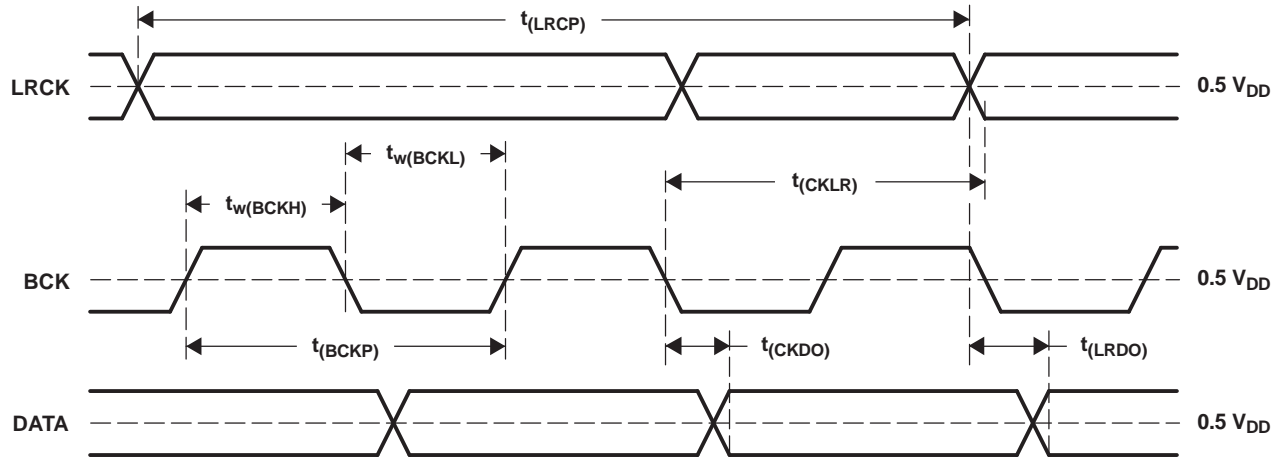 t(LRCP)
LRCK
0.5 VDD
tw(BCKL)
t(CKLR)
tw(BCKH)
BCK
0.5 VDD
t(BCKP)
t(CKDO)
t(LRDO)
DATA
0.5 VDD